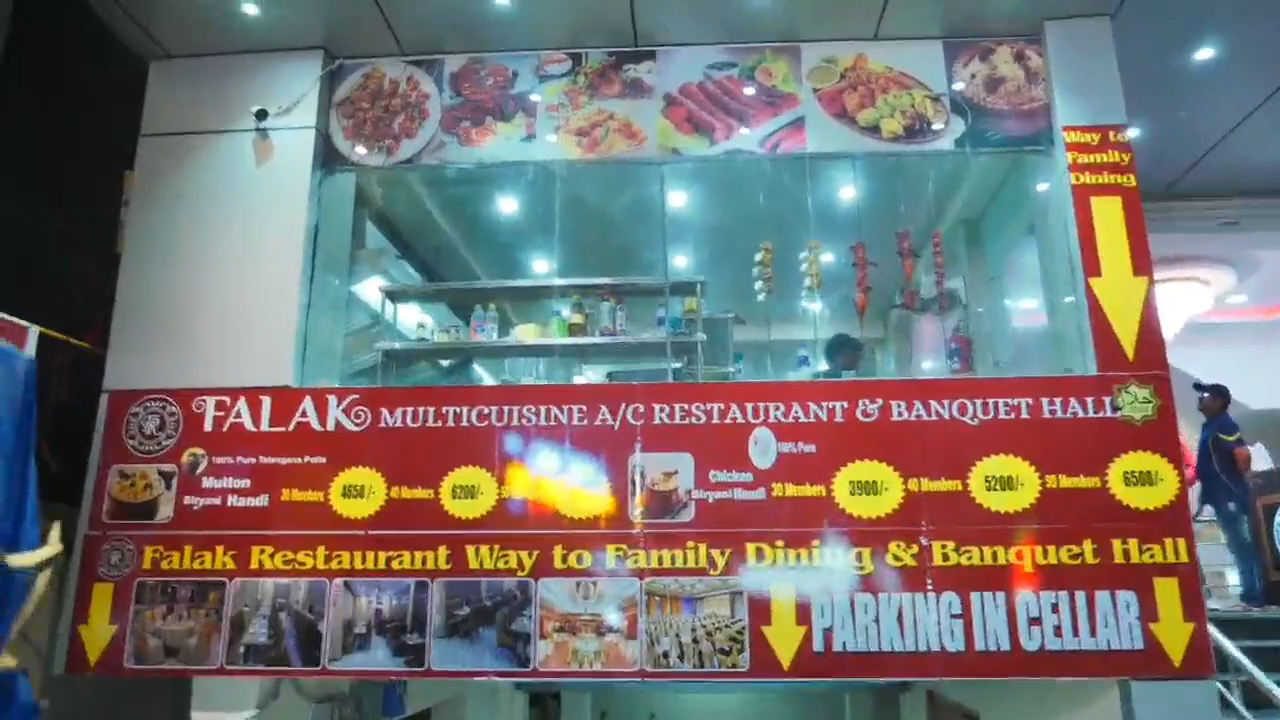 Way to
Family
Dining
FALAK MULTICUISINE A/C RESTAURANT & BANQUET HALL
100% Pure Telangana Potla
Mutton
Biryani Handi
30 Members 4650/- 40 Members 6200/-
100% Pure
Chicken
Biryani Handi
30 Members 3900/- 40 Members 5200/- 50 Members 6500/-
Falak Restaurant Way to Family Dining & Banquet Hall
PARKING IN CELLAR